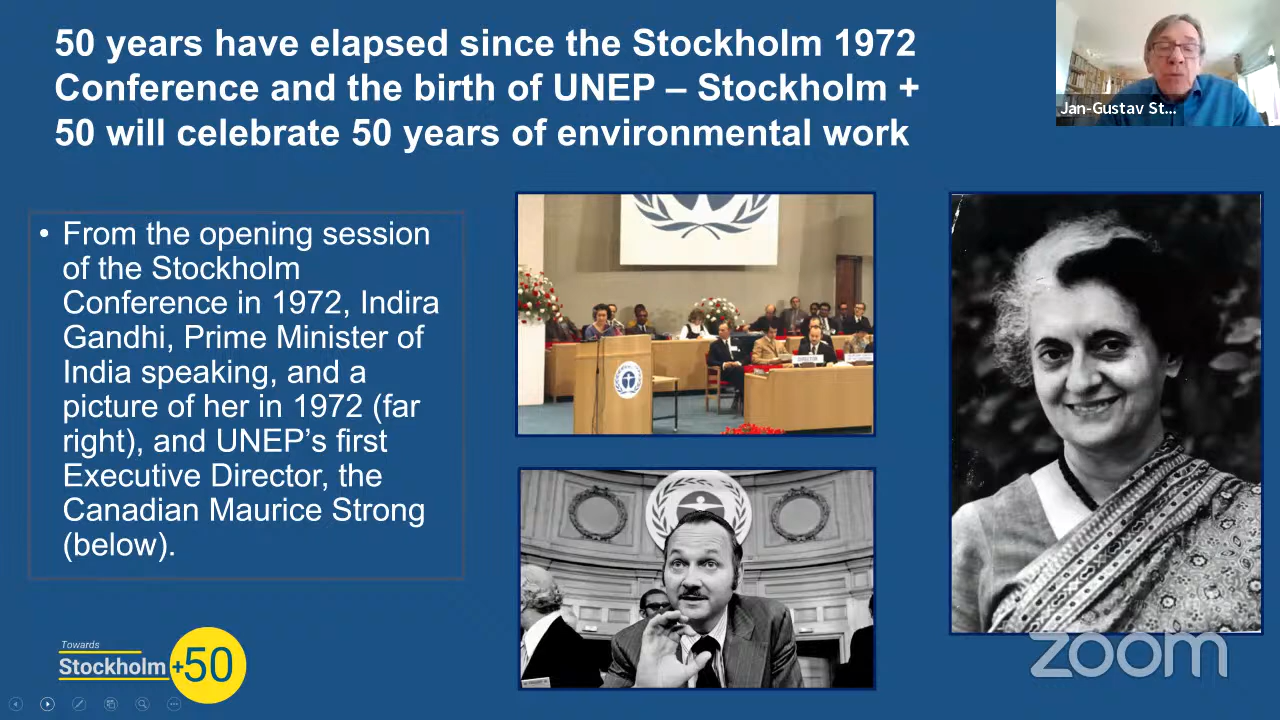 50 years have elapsed since the Stockholm 1972
Conference and the birth of UNEP – Stockholm +
50 will celebrate 50 years of environmental work
Jan-Gustav St...
• From the opening session
of the Stockholm
Conference in 1972, Indira
Gandhi, Prime Minister of
India speaking, and a
picture of her in 1972 (far
right), and UNEP’s first
Executive Director, the
Canadian Maurice Strong
(below).
Towards
Stockholm +50
zoom